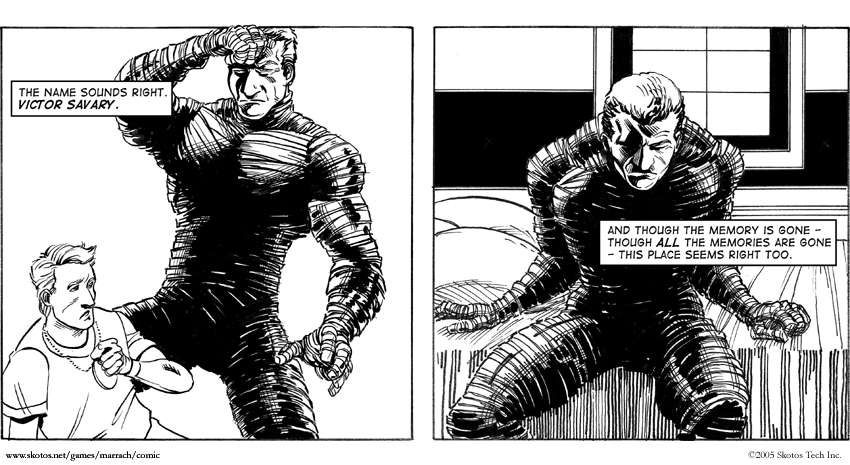 THE NAME SOUNDS RIGHT.
VICTOR SAVARY.
AND THOUGH THE MEMORY IS GONE –
THOUGH ALL THE MEMORIES ARE GONE
– THIS PLACE SEEMS RIGHT TOO.
www.skotos.net/games/marrach/comic
©2005 Skotos Tech Inc.